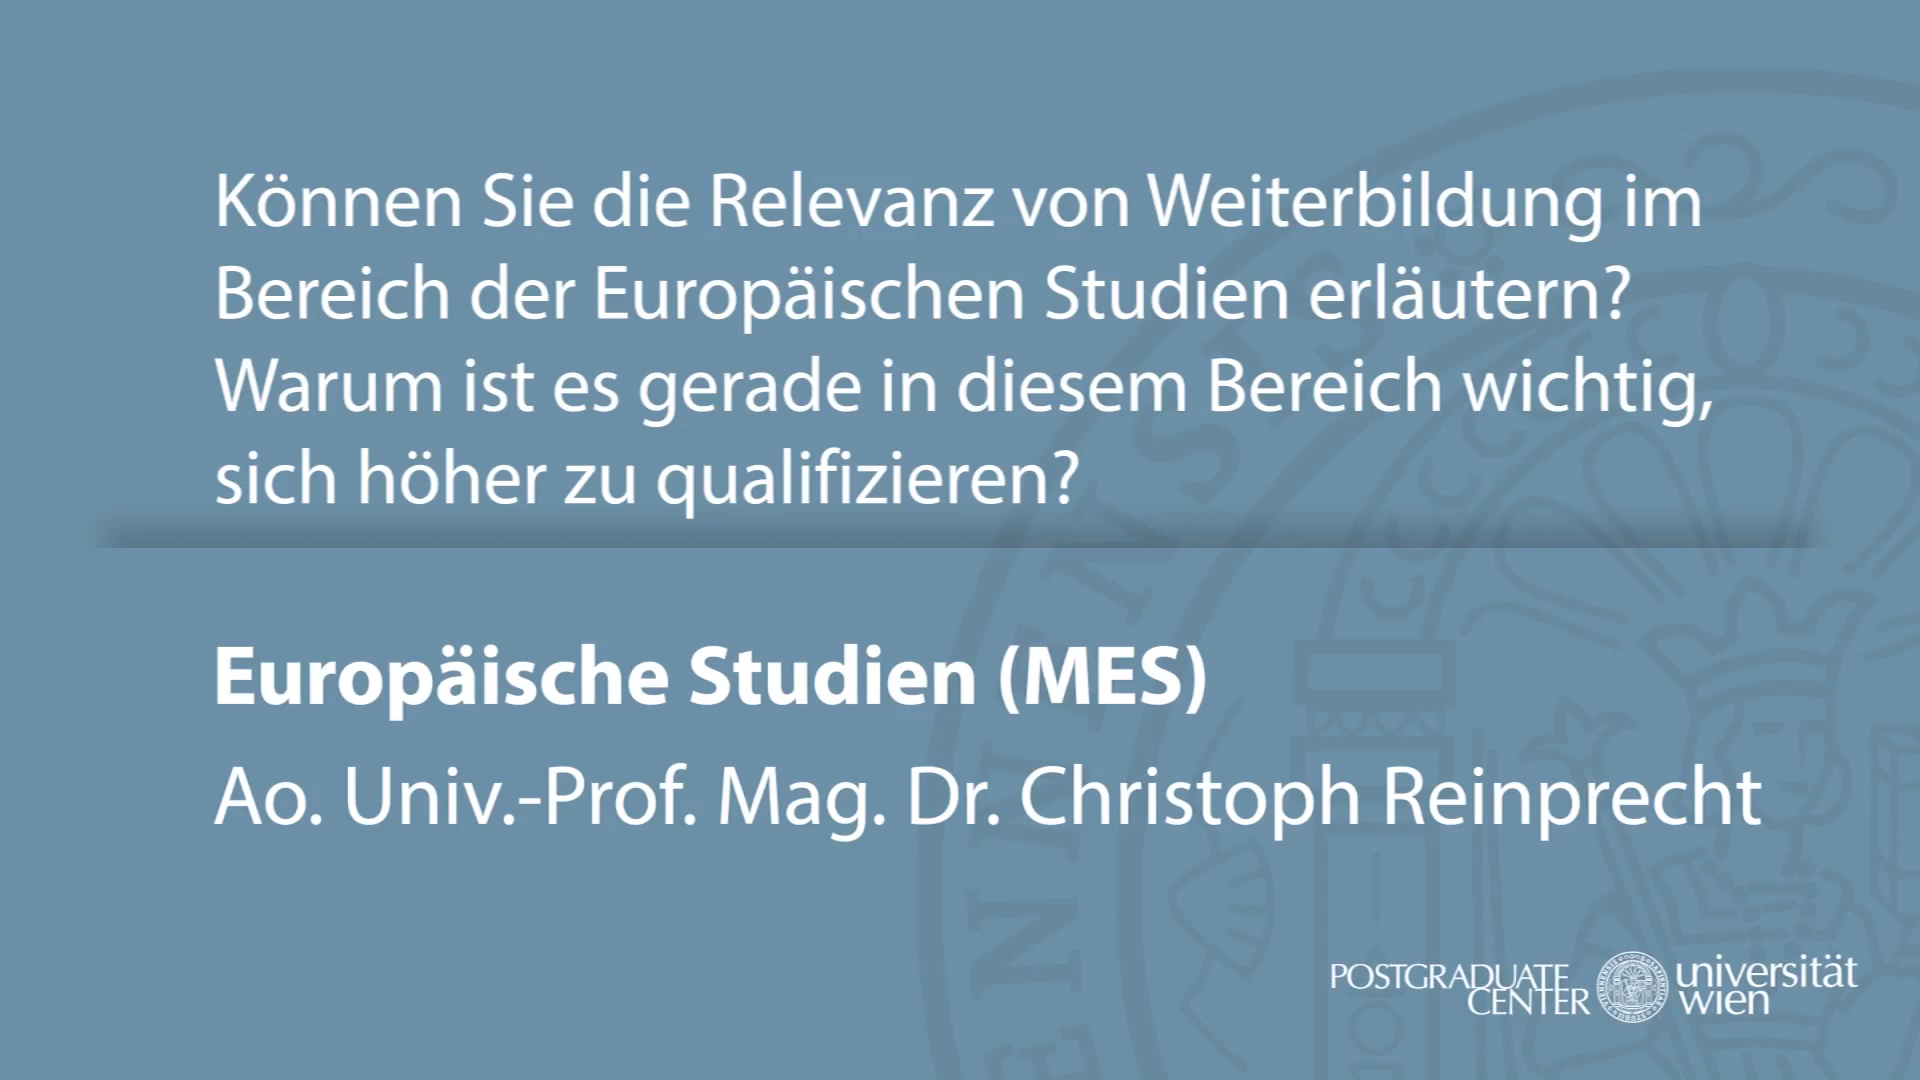 Können Sie die Relevanz von Weiterbildung im
Bereich der Europäischen Studien erläutern?
Warum ist es gerade in diesem Bereich wichtig,
sich höher zu qualifizieren?
Europäische Studien (MES)
Ao. Univ.-Prof. Mag. Dr. Christoph Reinprecht
POSTGRADUATE
CENTER
universität
wien